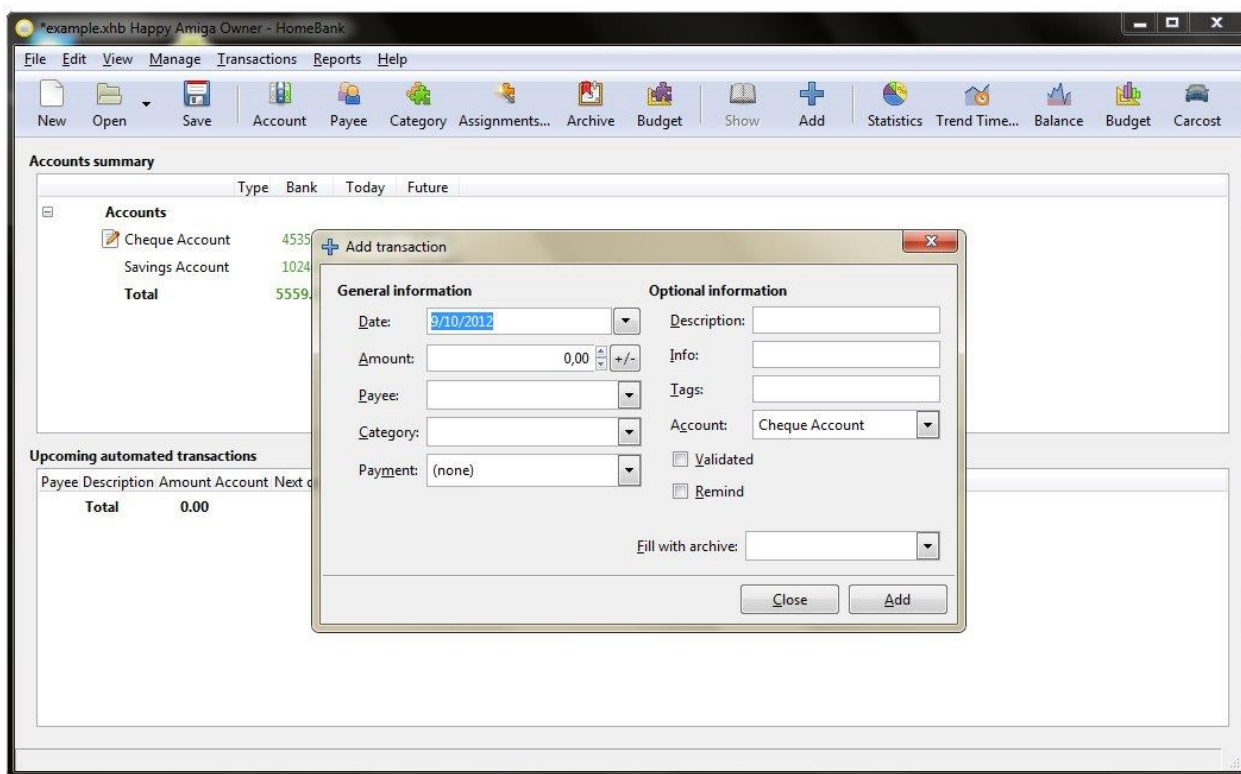 *example.xhb Happy Amiga Owner - HomeBank
File Edit View Manage Transactions Reports Help
New Open Save Account Payee Category Assignments... Archive Budget Show Add Statistics Trend Time... Balance Budget Carcost
Accounts summary
Type Bank Today Future
Accounts
Cheque Account 4535
Savings Account 1024
Total 5559.
Add transaction
General information
Date: 9/10/2012
Amount: 0,00 +/-
Payee:
Category:
Payment: (none)
Optional information
Description:
Info:
Tags:
Account: Cheque Account
Validated
Remind
Fill with archive:
Close Add
Upcoming automated transactions
Payee Description Amount Account Next
Total 0.00